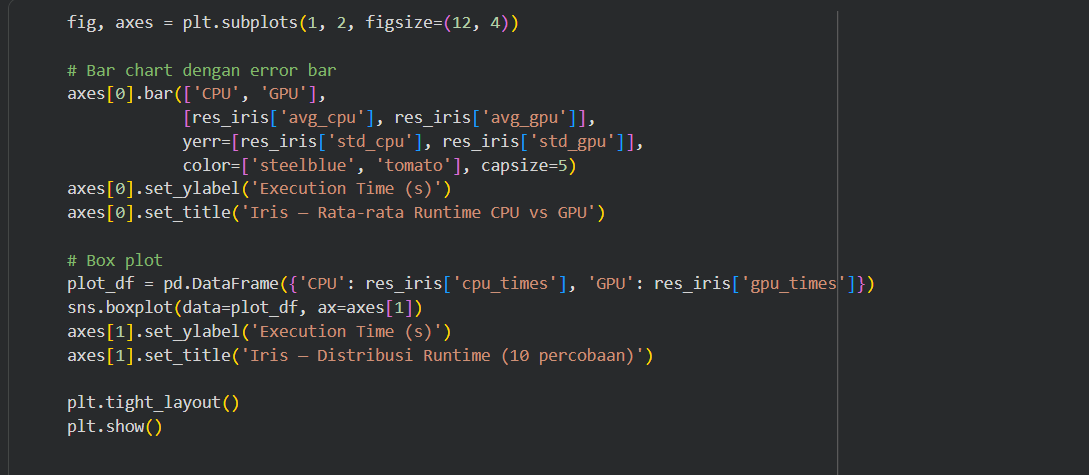 fig, axes = plt.subplots(1, 2, figsize=(12, 4))
# Bar chart dengan error bar
axes[0].bar(['CPU', 'GPU'],
[res_iris['avg_cpu'], res_iris['avg_gpu']],
yerr=[res_iris['std_cpu'], res_iris['std_gpu']],
color=['steelblue', 'tomato'], capsize=5)
axes[0].set_ylabel('Execution Time (s)')
axes[0].set_title('Iris — Rata-rata Runtime CPU vs GPU')
# Box plot
plot_df = pd.DataFrame({'CPU': res_iris['cpu_times'], 'GPU': res_iris['gpu_times']})
sns.boxplot(data=plot_df, ax=axes[1])
axes[1].set_ylabel('Execution Time (s)')
axes[1].set_title('Iris — Distribusi Runtime (10 percobaan)')
plt.tight_layout()
plt.show()